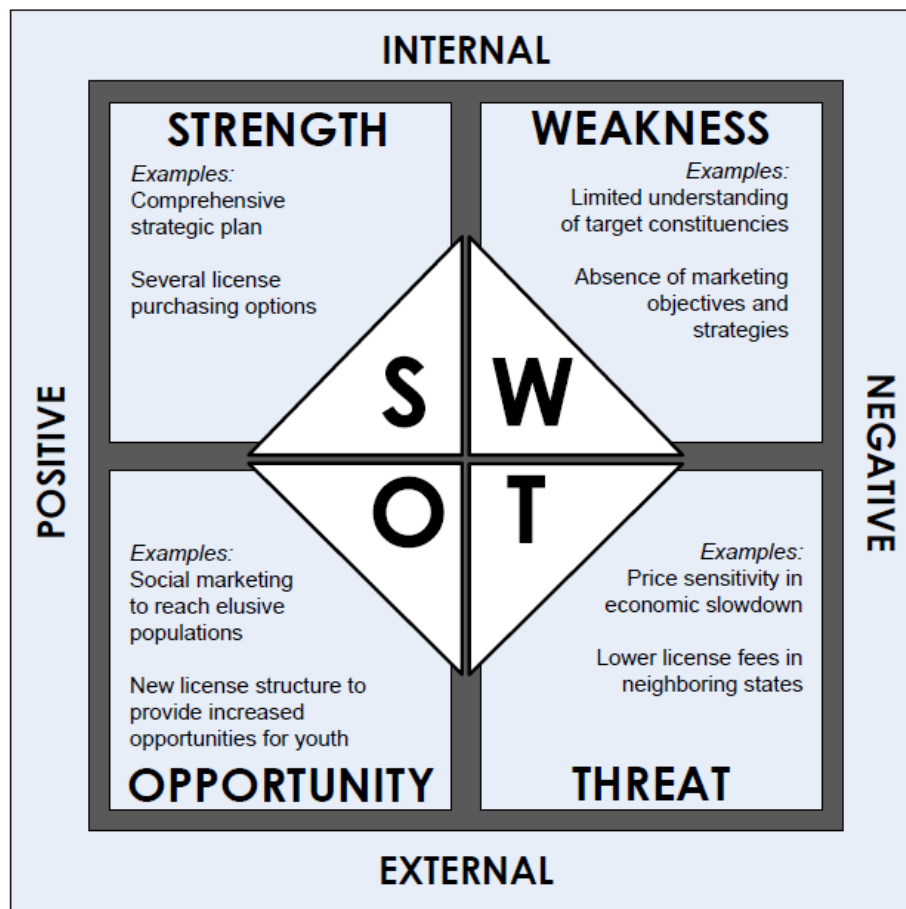 INTERNAL
STRENGTH
Examples:
Comprehensive
strategic plan
Several license
purchasing options
WEAKNESS
Examples:
Limited understanding
of target constituencies
Absence of marketing
objectives and
strategies
POSITIVE
S
W
O
T
NEGATIVE
Examples:
Social marketing
to reach elusive
populations
New license structure to
provide increased
opportunities for youth
OPPORTUNITY
Examples:
Price sensitivity in
economic slowdown
Lower license fees in
neighboring states
THREAT
EXTERNAL